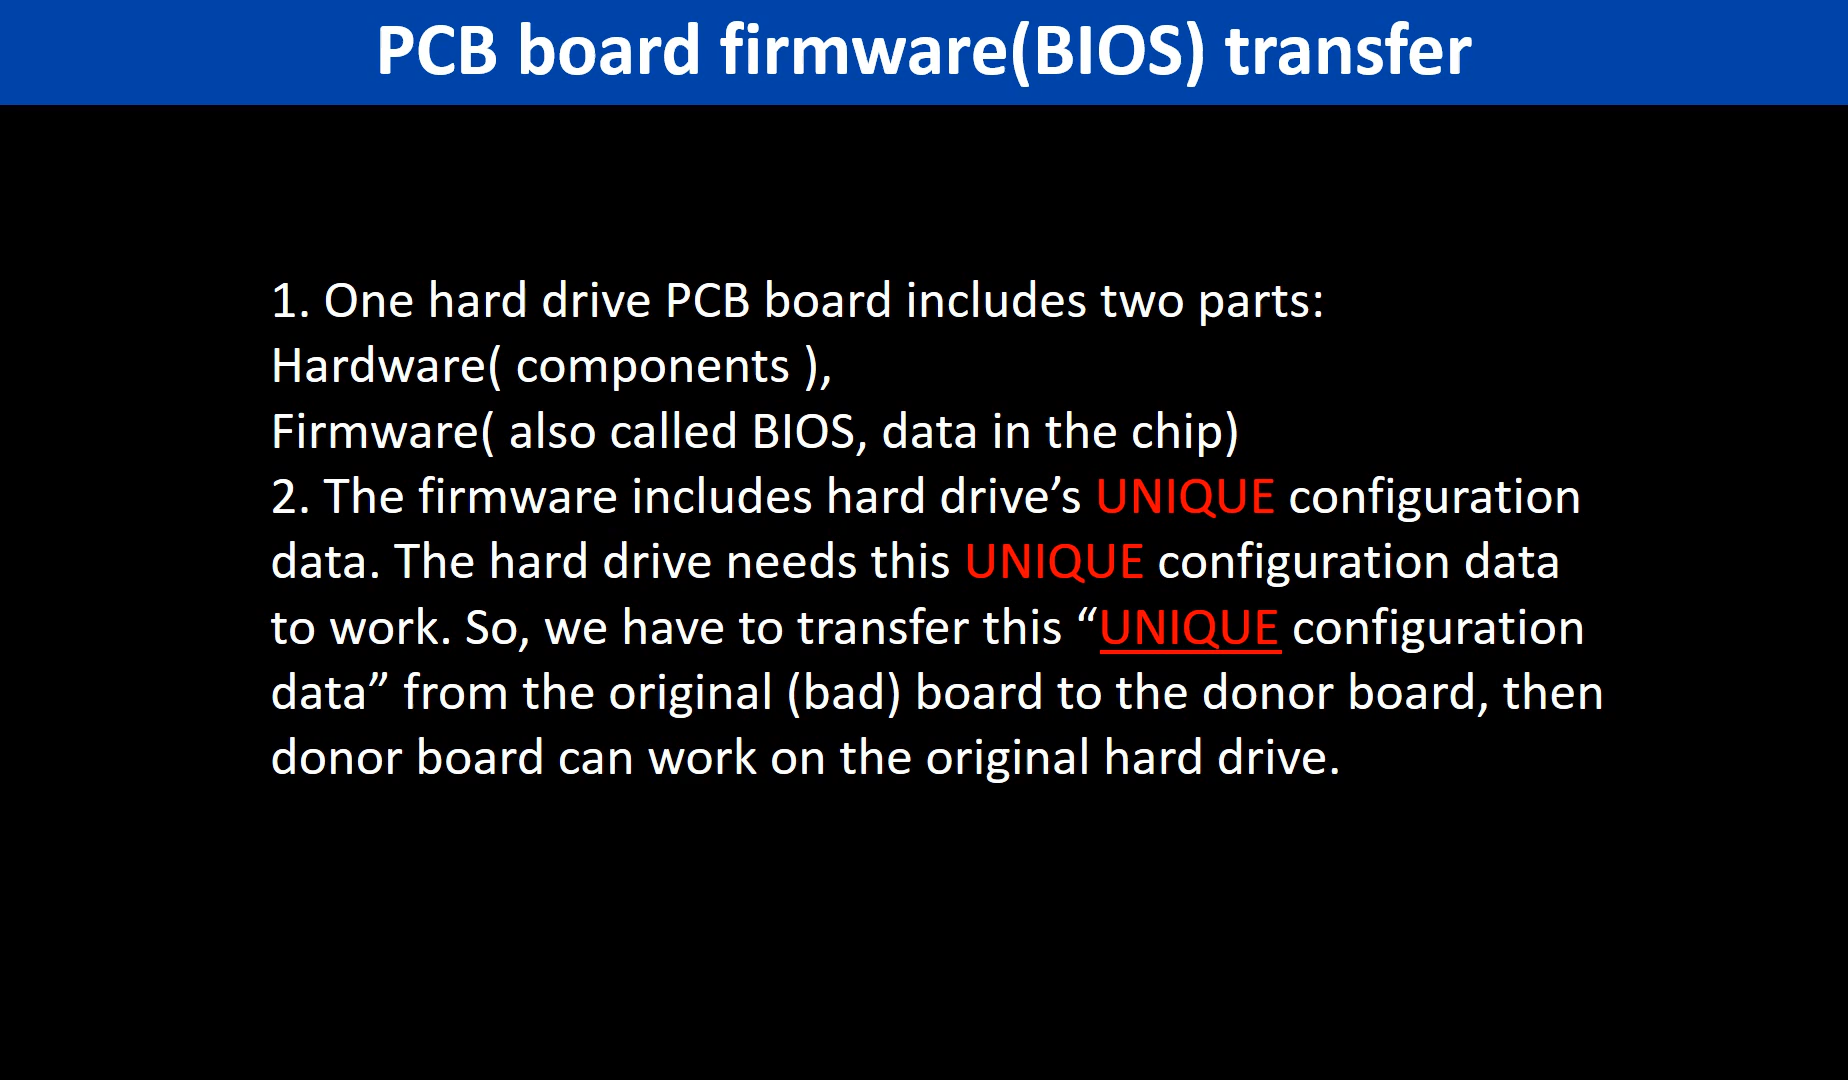 PCB board firmware(BIOS) transfer
1. One hard drive PCB board includes two parts:
Hardware( components ),
Firmware( also called BIOS, data in the chip)
2. The firmware includes hard drive’s UNIQUE configuration
data. The hard drive needs this UNIQUE configuration data
to work. So, we have to transfer this “UNIQUE configuration
data” from the original (bad) board to the donor board, then
donor board can work on the original hard drive.